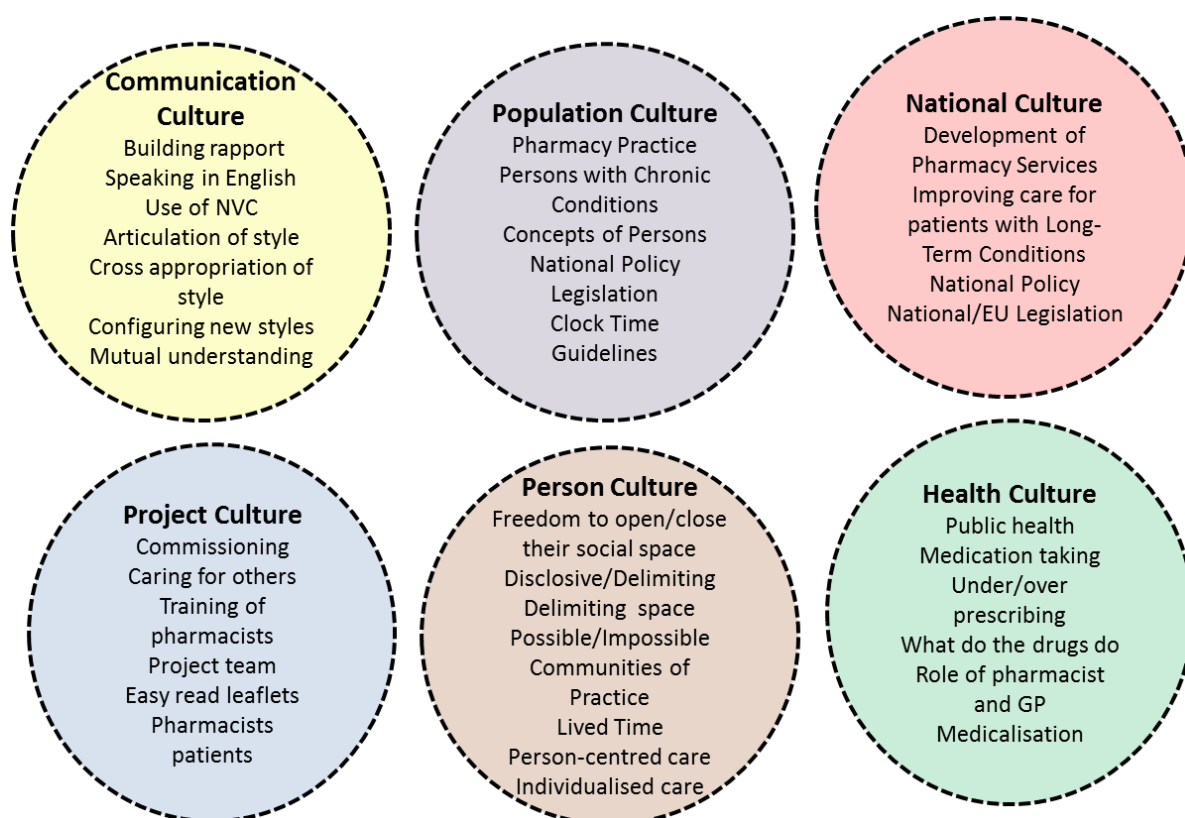 Communication
Culture
Building rapport
Speaking in English
Use of NVC
Articulation of style
Cross appropriation of
style
Configuring new styles
Mutual understanding
Population Culture
Pharmacy Practice
Persons with Chronic
Conditions
Concepts of Persons
National Policy
Legislation
Clock Time
Guidelines
National Culture
Development of
Pharmacy Services
Improving care for
patients with Long-
Term Conditions
National Policy
National/EU Legislation
Project Culture
Commissioning
Caring for others
Training of
pharmacists
Project team
Easy read leaflets
Pharmacists
patients
Person Culture
Freedom to open/close
their social space
Disclosive/Delimiting
Delimiting space
Possible/Impossible
Communities of
Practice
Lived Time
Person-centred care
Individualised care
Health Culture
Public health
Medication taking
Under/over
prescribing
What do the drugs do
Role of pharmacist
and GP
Medicalisation